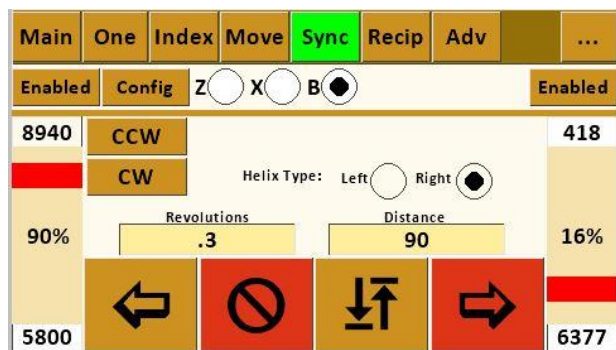 Main One Index Move Sync Recip Adv ...
Enabled Config Z X B Enabled
8940 CCW 418
CW Helix Type: Left Right
Revolutions Distance
90% .3 90 16%
5800 6377